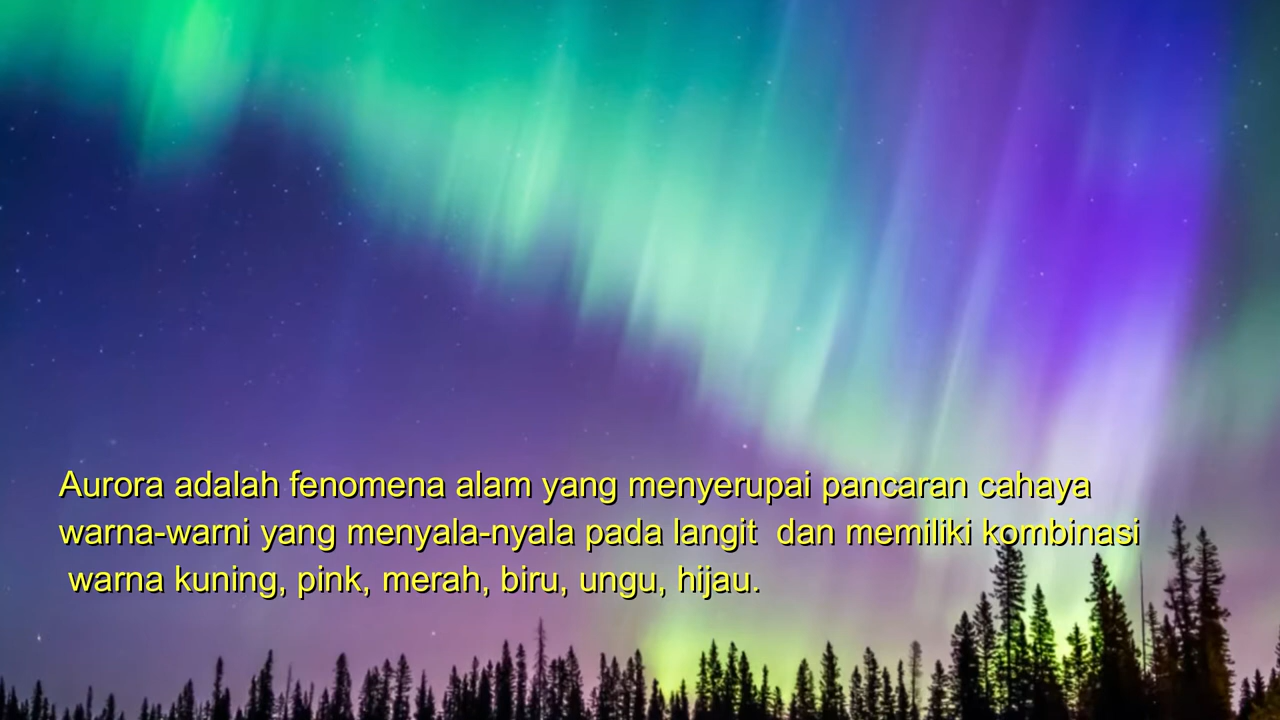 Aurora adalah fenomena alam yang menyerupai pancaran cahaya
warna-warni yang menyala-nyala pada langit  dan memiliki kombinasi
warna kuning, pink, merah, biru, ungu, hijau.